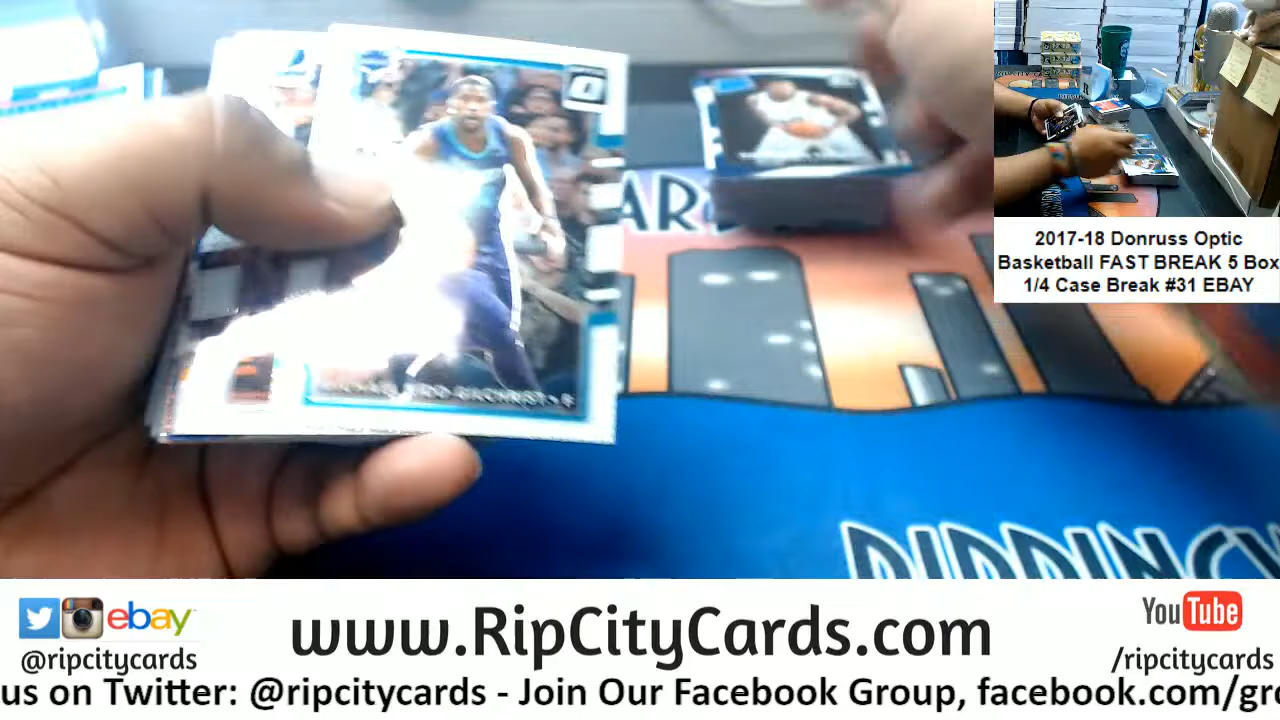 2017-18 Donruss Optic
Basketball FAST BREAK 5 Box
1/4 Case Break #31 EBAY
ebay
@ripcitycards
www.RipCityCards.com
YouTube
/ripcitycards
us on Twitter: @ripcitycards - Join Our Facebook Group, facebook.com/gro